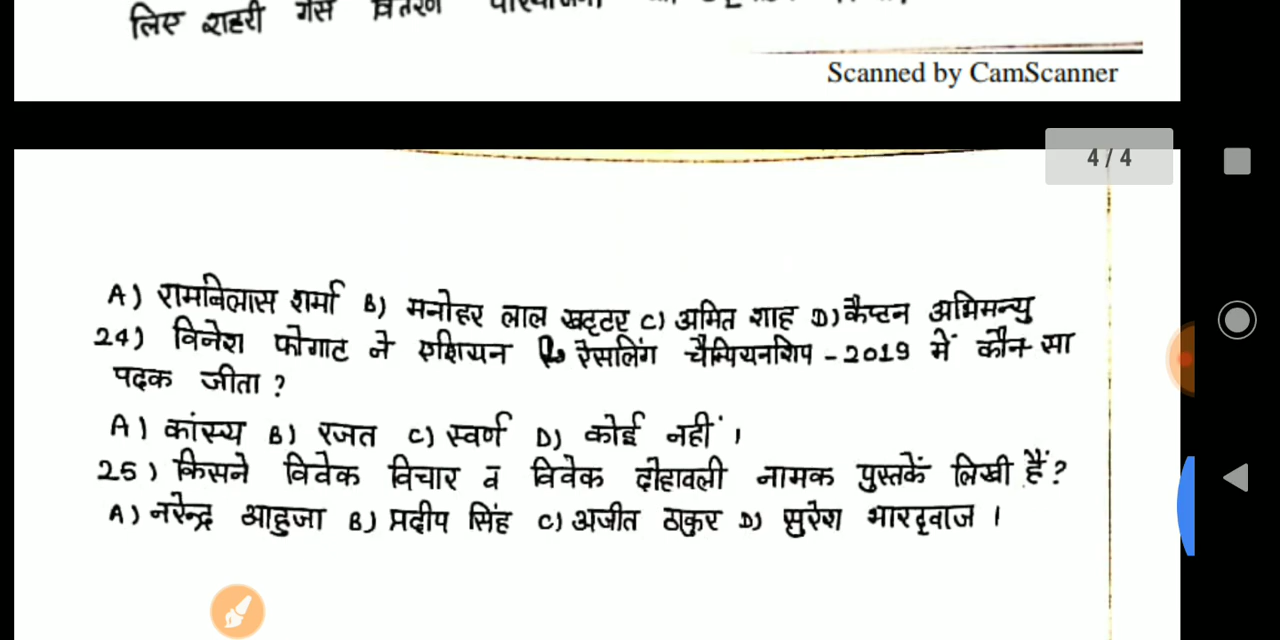 लिए शहरी गैस वितरण
Scanned by CamScanner
4 / 4
A) रामबिलास शर्मा B) मनोहर लाल खट्टर C) अमित शाह D) कैप्टन अभिमन्यु
24) विनेश फोगाट ने एशियन रेसलिंग चैम्पियनशिप - 2019 में कौन सा
पदक जीता ?
A) कांस्य B) रजत C) स्वर्ण D) कोई नहीं ।
25) किसने विवेक विचार व विवेक दोहावली नामक पुस्तकें लिखी हैं ?
A) नरेन्द्र आहुजा B) प्रदीप सिंह C) अजीत ठाकुर D) सुरेश भारद्वाज ।